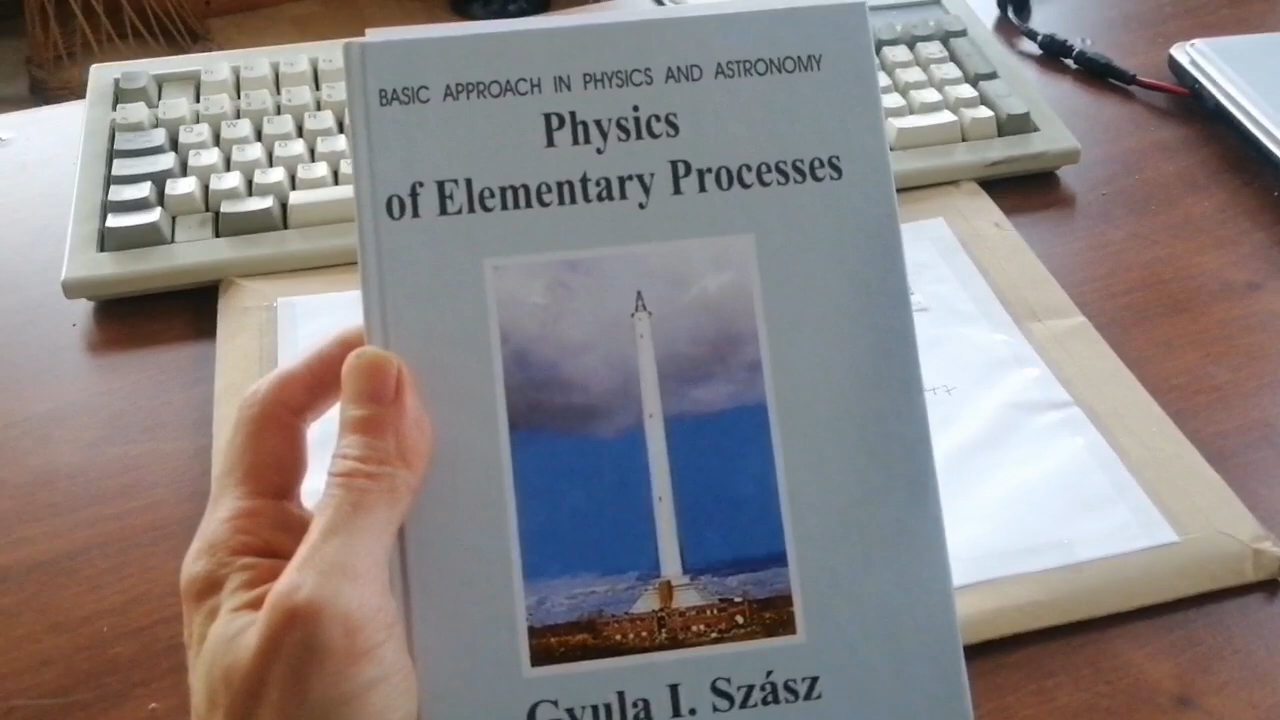 BASIC APPROACH IN PHYSICS AND ASTRONOMY
Physics
of Elementary Processes
Gyula I. Szász